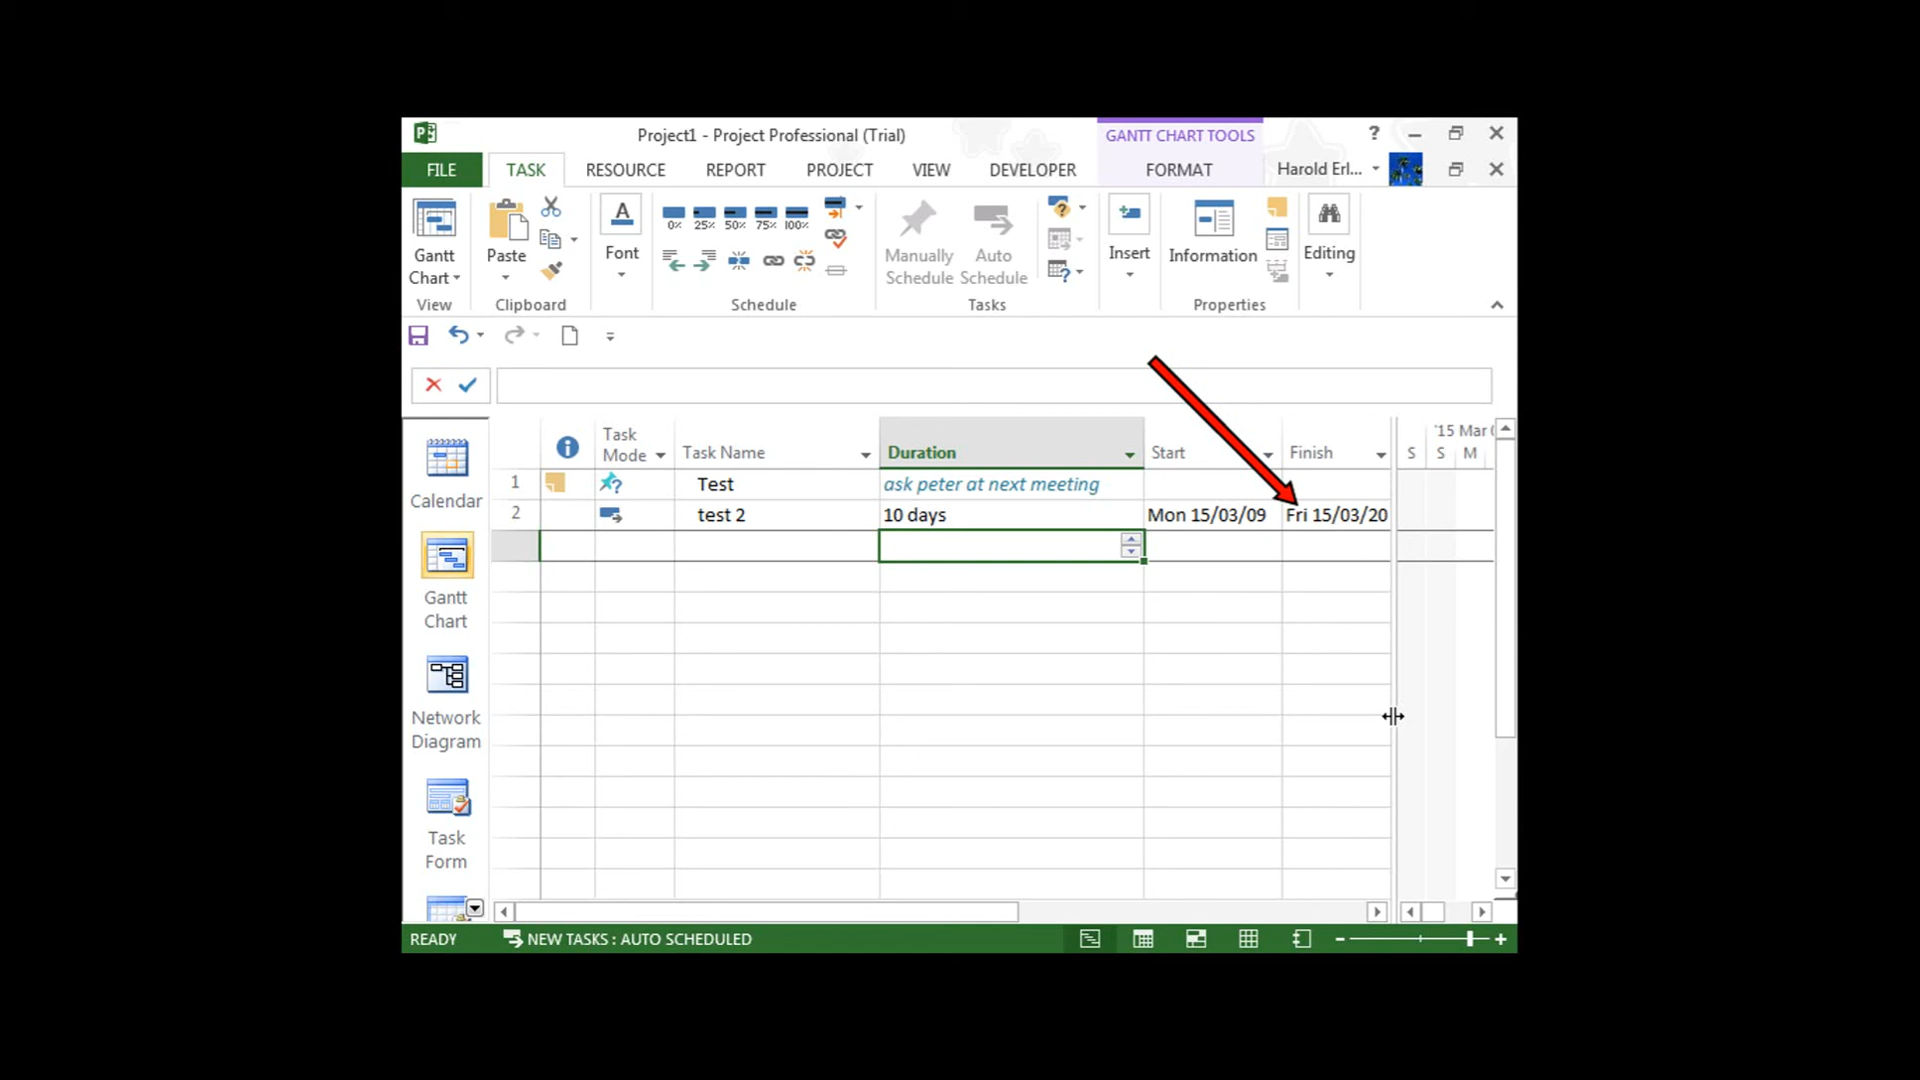 Project1 - Project Professional (Trial)
GANTT CHART TOOLS
?
FILE
TASK
RESOURCE
REPORT
PROJECT
VIEW
DEVELOPER
FORMAT
Harold Erl...
0%
25%
50%
75%
100%
A
Gantt
Chart
Paste
Font
Manually
Schedule
Auto
Schedule
Insert
Information
Editing
View
Clipboard
Schedule
Tasks
Properties
Task
Mode
Task Name
Duration
Start
Finish
'15 Mar
S
S
M
1
Test
ask peter at next meeting
2
test 2
10 days
Mon 15/03/09
Fri 15/03/20
Calendar
Gantt
Chart
Network
Diagram
Task
Form
READY
NEW TASKS : AUTO SCHEDULED